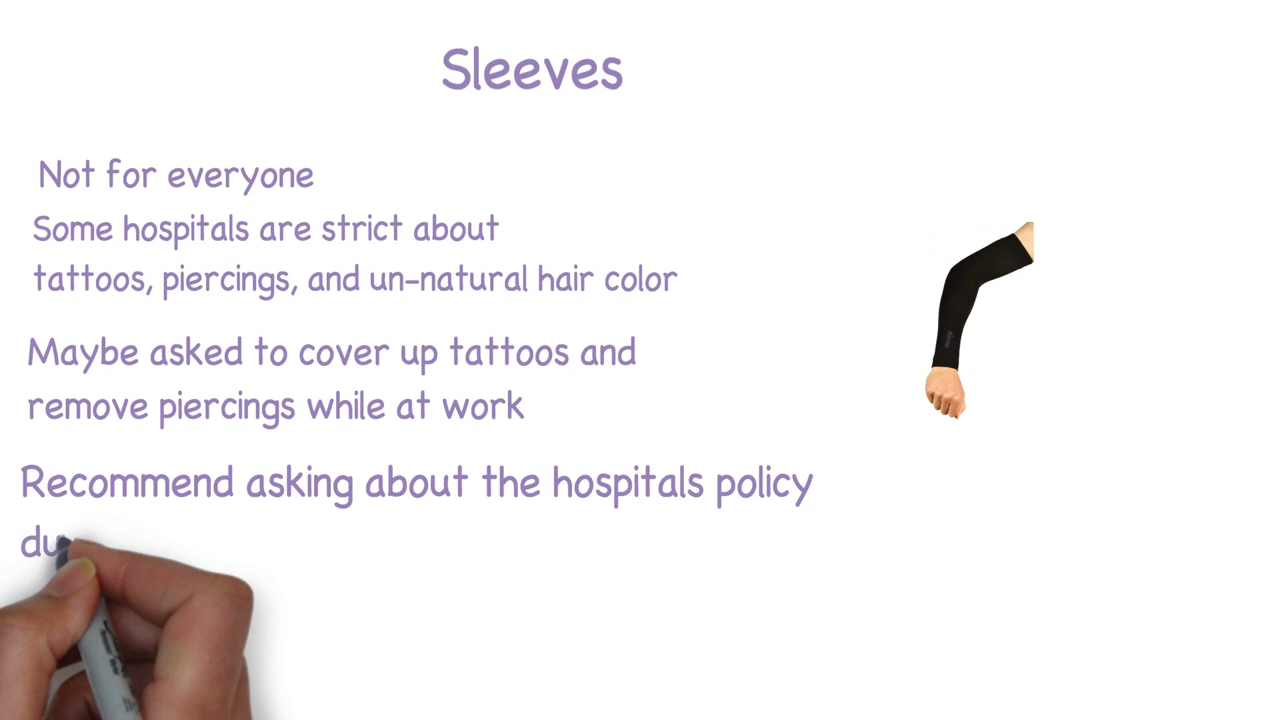 Sleeves
Not for everyone
Some hospitals are strict about
tattoos, piercings, and un-natural hair color
Maybe asked to cover up tattoos and
remove piercings while at work
Recommend asking about the hospitals policy
du